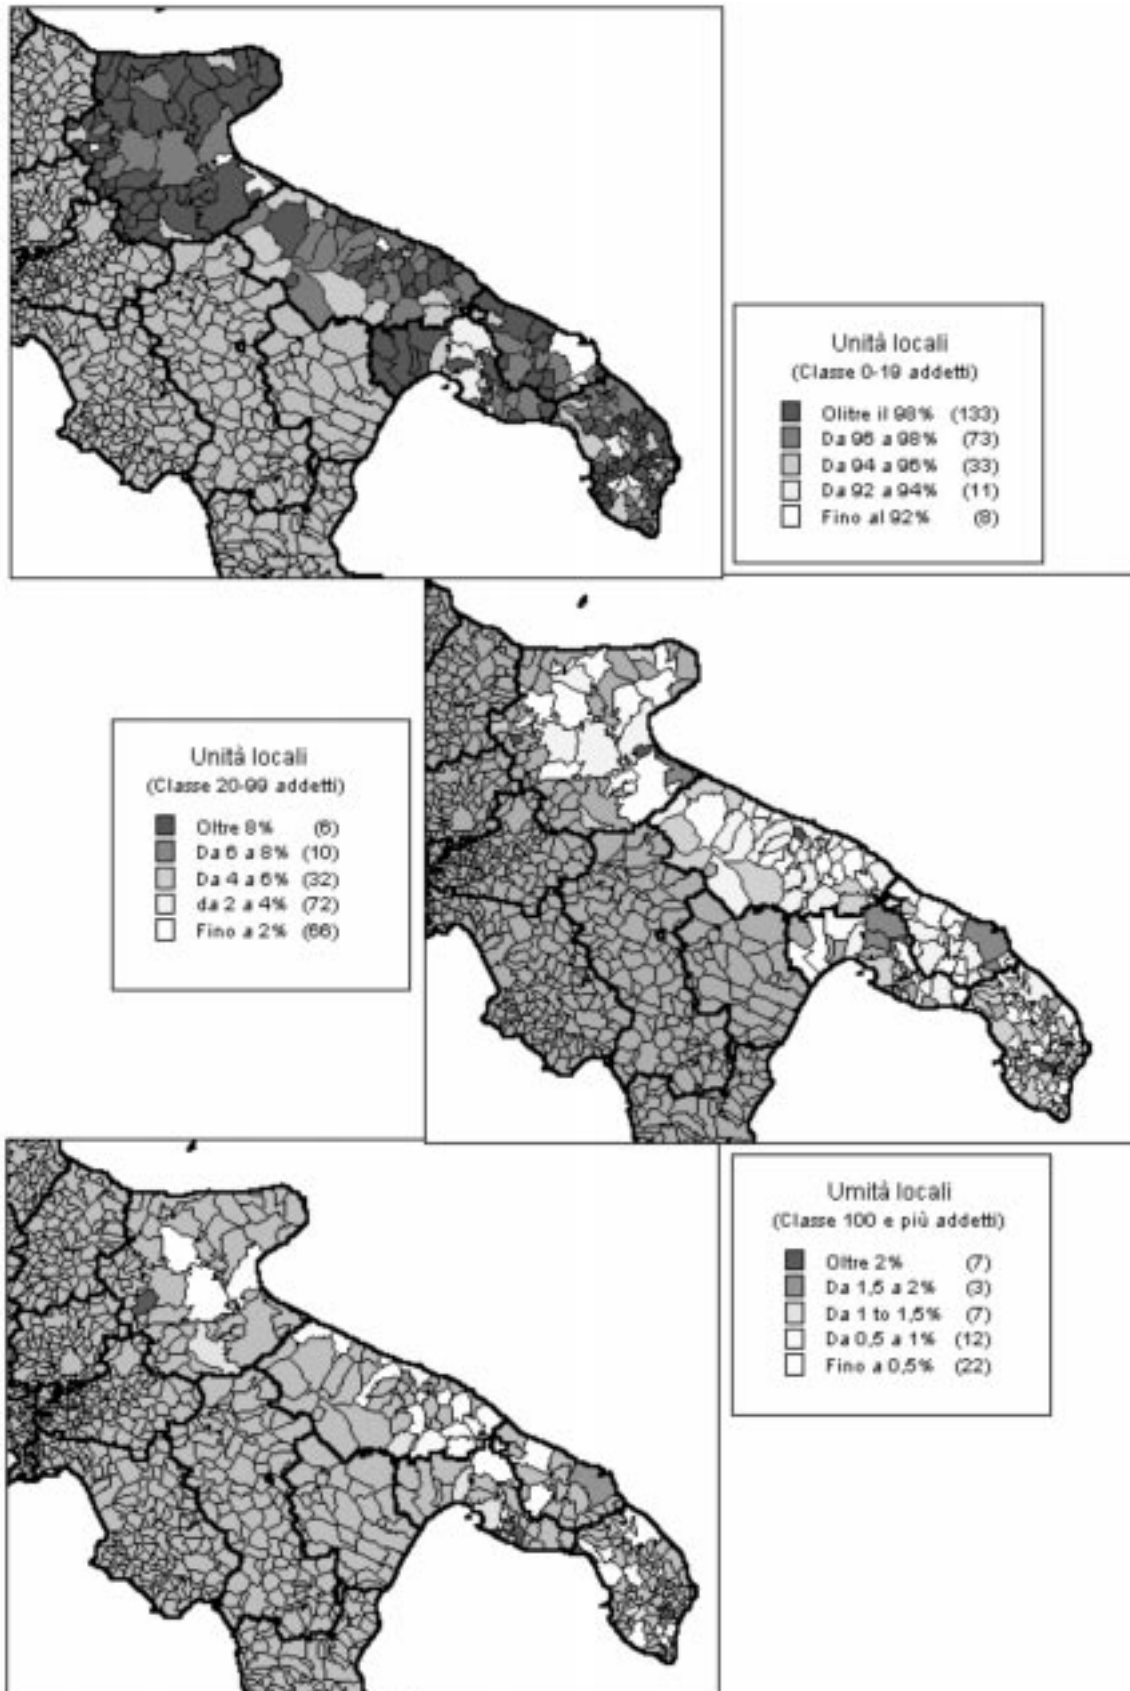 Unità locali
(Classe 0-19 addetti)
Olitre il 98% (133)
Da 96 a 98% (73)
Da 94 a 96% (33)
Da 92 a 94% (11)
Fino al 92% (8)
Unità locali
(Classe 20-99 addetti)
Oltre 8% (6)
Da 6 a 8% (10)
Da 4 a 6% (32)
da 2 a 4% (72)
Fino a 2% (66)
Umità locali
(Classe 100 e più addetti)
Oltre 2% (7)
Da 1,5 a 2% (3)
Da 1 to 1,5% (7)
Da 0,5 a 1% (12)
Fino a 0,5% (22)